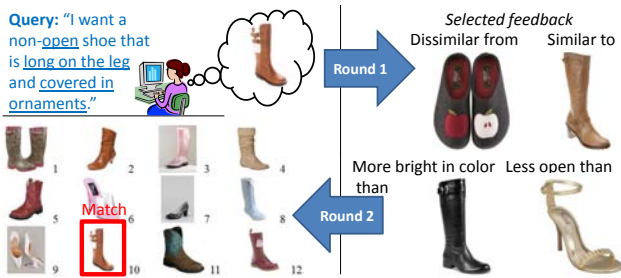 Query: “I want a
non-open shoe that
is long on the leg
and covered in
ornaments.”
Round 1
Selected feedback
Dissimilar from
Similar to
More bright in color
than
Less open than
Round 2
1
2
3
4
5
Match
6
7
8
9
10
11
12